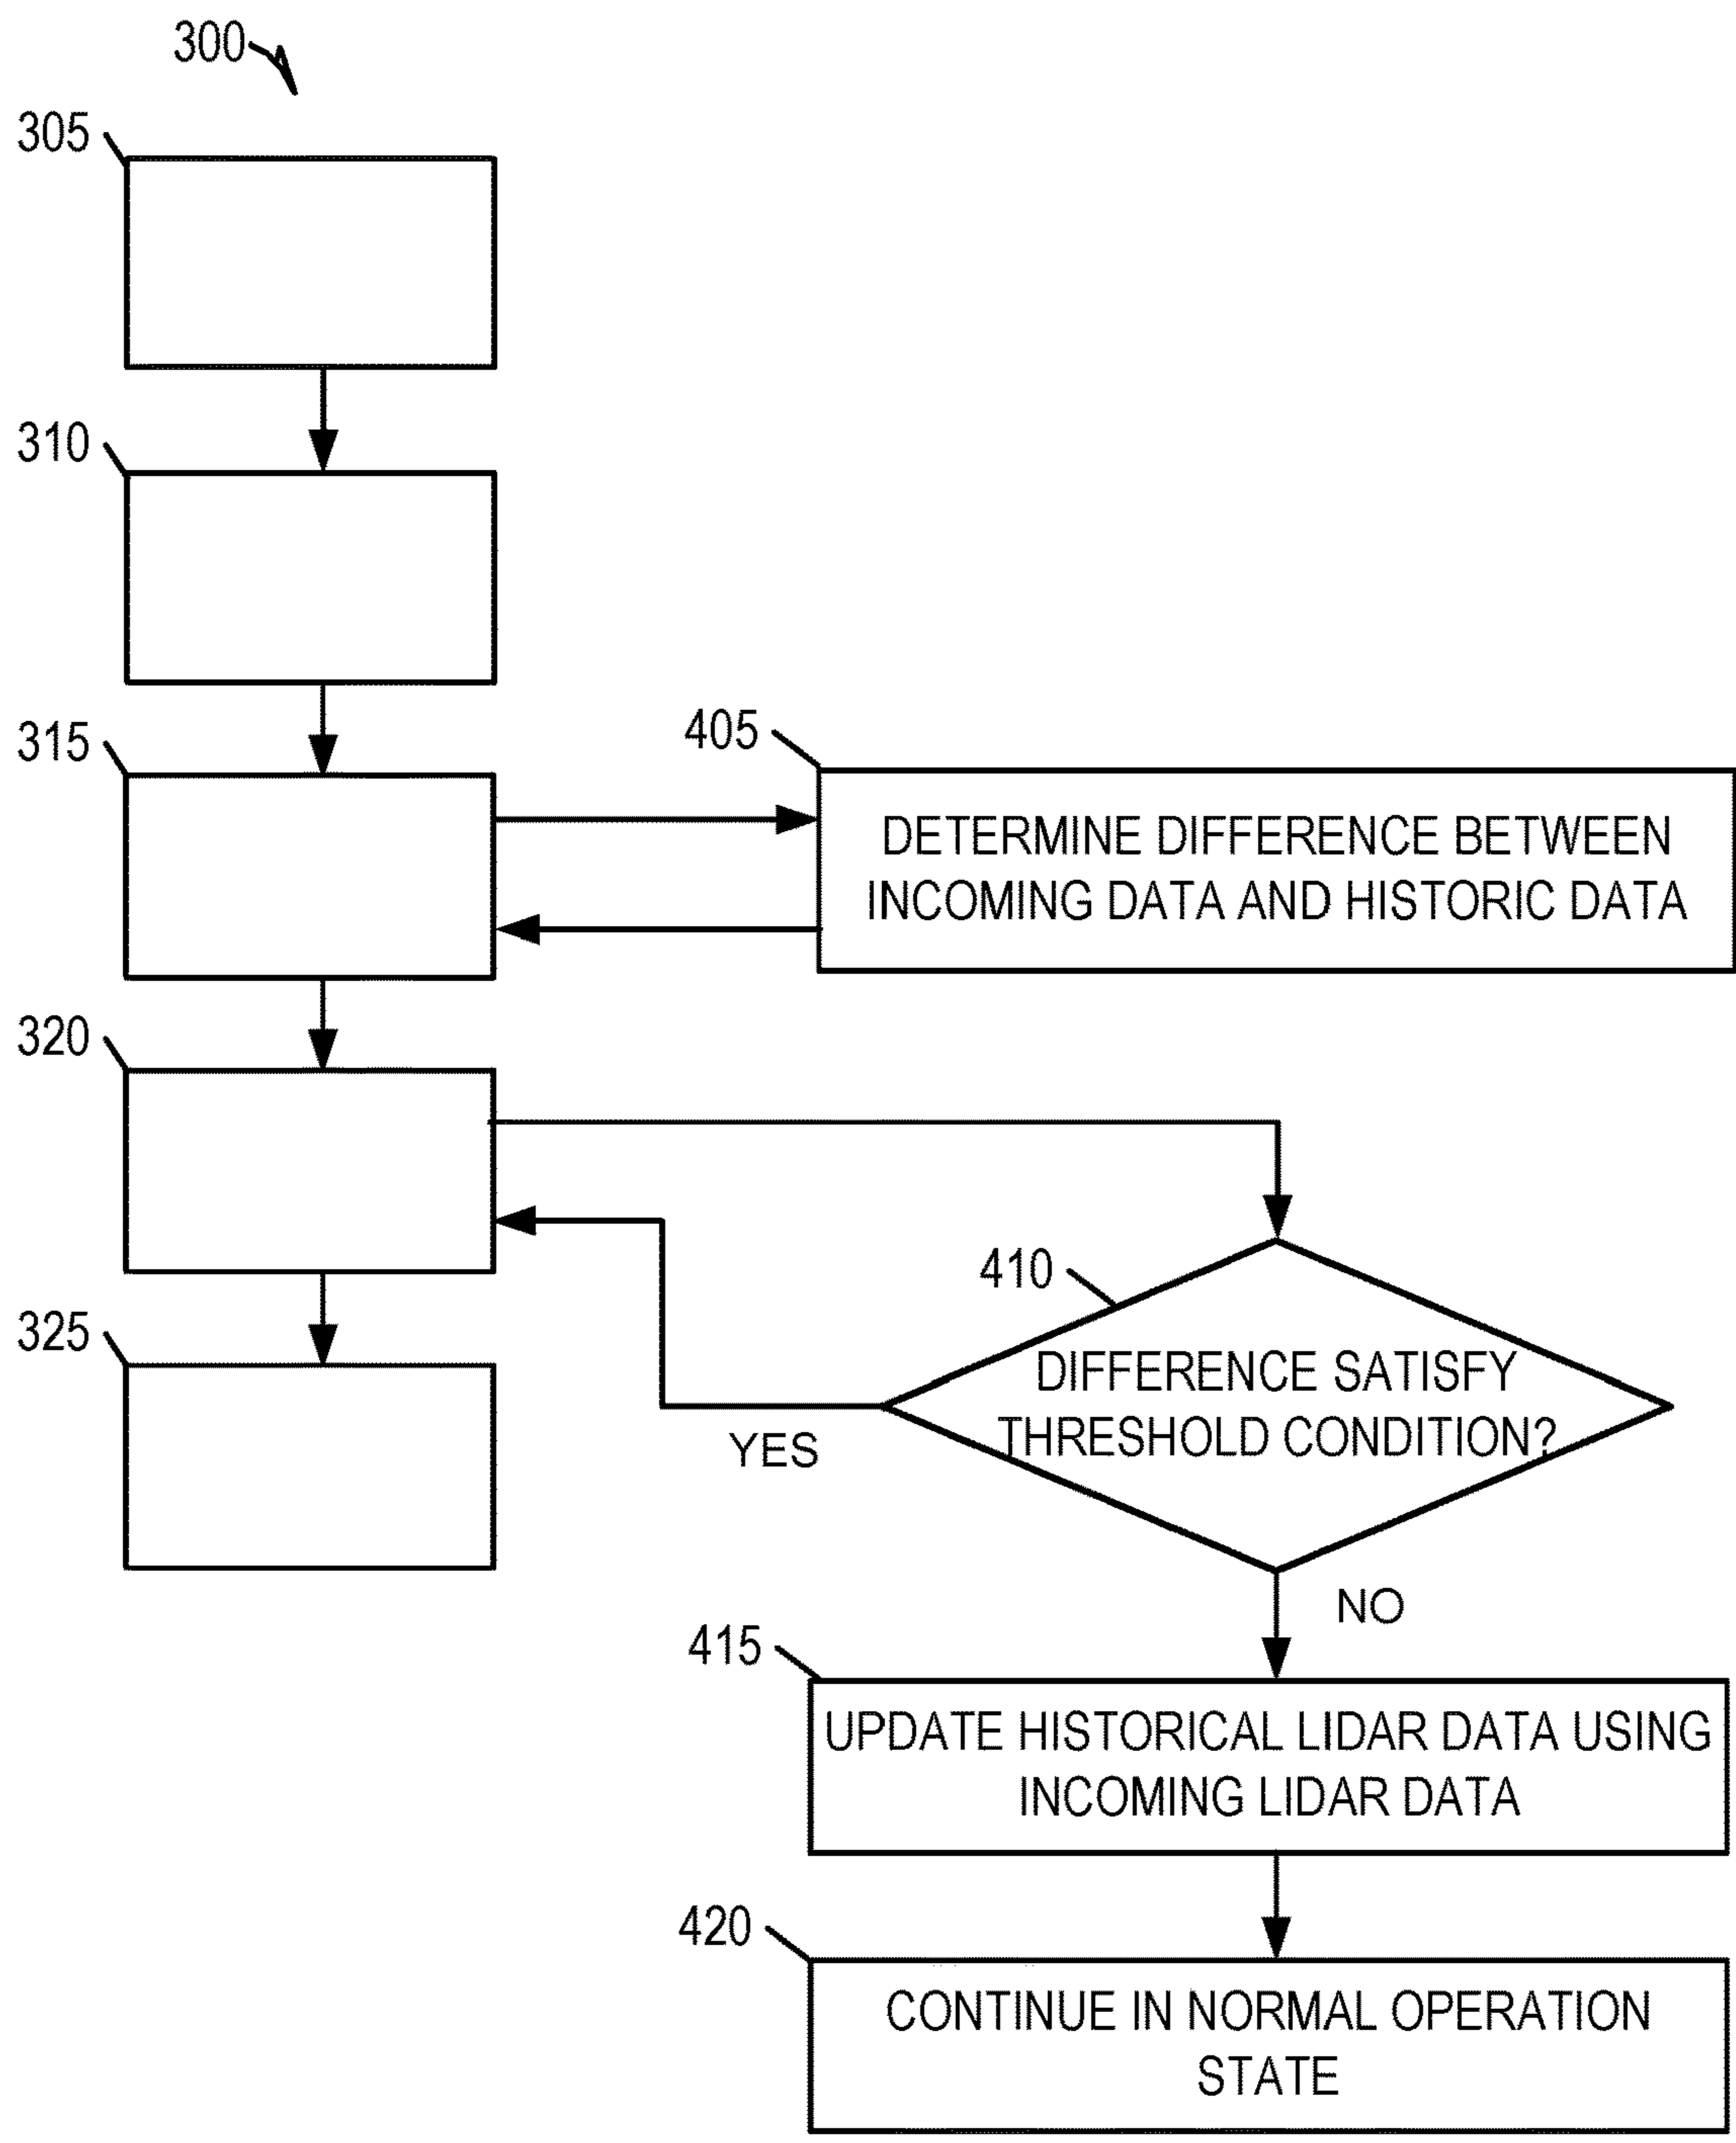 300
305
310
315
405
DETERMINE DIFFERENCE BETWEEN
INCOMING DATA AND HISTORIC DATA
320
410
325
DIFFERENCE SATISFY
THRESHOLD CONDITION?
YES
NO
415
UPDATE HISTORICAL LIDAR DATA USING
INCOMING LIDAR DATA
420
CONTINUE IN NORMAL OPERATION
STATE